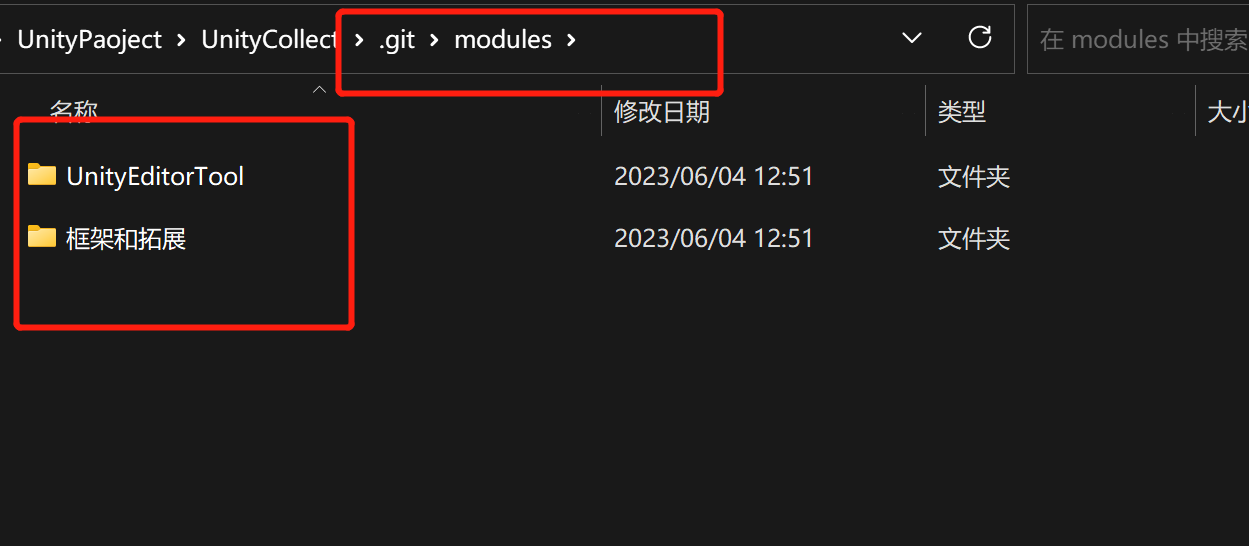 UnityPaoject > UnityCollect > .git > modules >
在 modules 中搜索
名称 修改日期 类型 大小
UnityEditorTool 2023/06/04 12:51 文件夹
框架和拓展 2023/06/04 12:51 文件夹